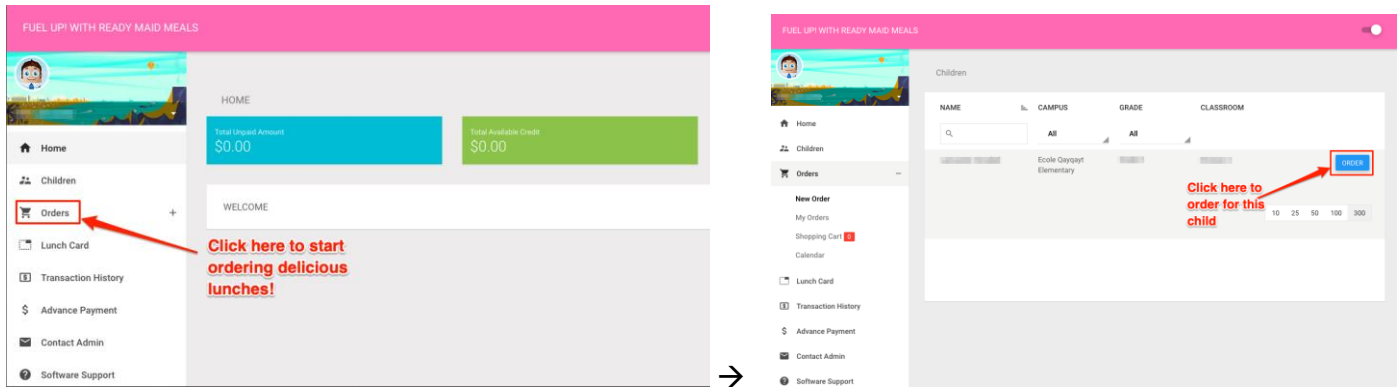 FUEL UP! WITH READY MAID MEALS
HOME
Total Unpaid Amount
$0.00
Total Available Credit
$0.00
WELCOME
Home
Children
Orders +
Lunch Card
Transaction History
Advance Payment
Contact Admin
Software Support
Click here to start
ordering delicious
lunches!
→
FUEL UP! WITH READY MAID MEALS
Home
Children
Orders −
New Order
My Orders
Shopping Cart 0
Calendar
Lunch Card
Transaction History
Advance Payment
Contact Admin
Software Support
Children
NAME CAMPUS GRADE CLASSROOM
All All
Ecole Qayqayt
Elementary
ORDER
Click here to
order for this
child
10 25 50 100 300